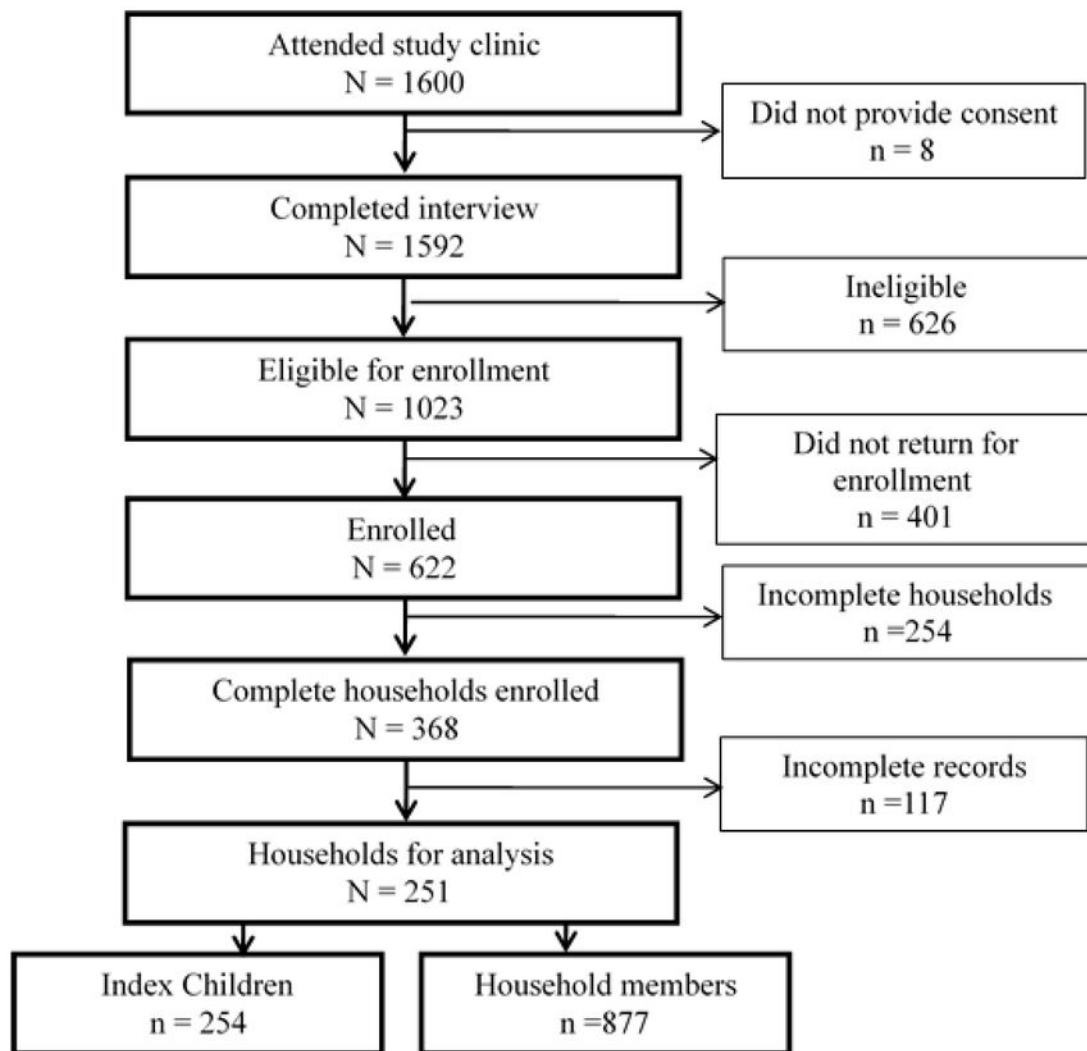 Attended study clinic
N = 1600
Did not provide consent
n = 8
Completed interview
N = 1592
Ineligible
n = 626
Eligible for enrollment
N = 1023
Did not return for
enrollment
n = 401
Enrolled
N = 622
Incomplete households
n =254
Complete households enrolled
N = 368
Incomplete records
n =117
Households for analysis
N = 251
Index Children
n = 254
Household members
n =877